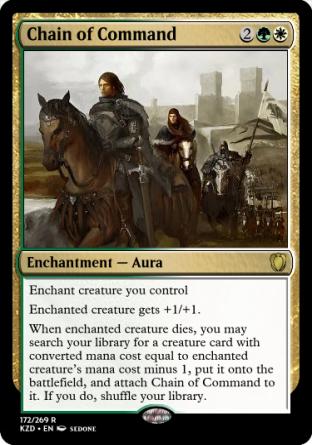 Chain of Command 2
Enchantment — Aura
Enchant creature you control
Enchanted creature gets +1/+1.
When enchanted creature dies, you may
search your library for a creature card with
converted mana cost equal to enchanted
creature's mana cost minus 1, put it onto the
battlefield, and attach Chain of Command to
it. If you do, shuffle your library.
172/269 R
KZD • EN SEDONE